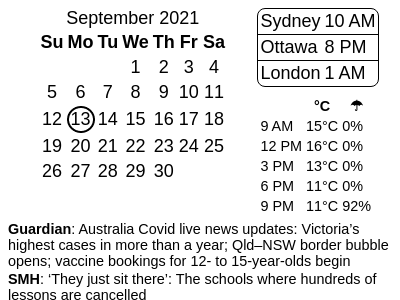 September 2021
Su Mo Tu We Th Fr Sa
1 2 3 4
5 6 7 8 9 10 11
12 13 14 15 16 17 18
19 20 21 22 23 24 25
26 27 28 29 30
Sydney 10 AM
Ottawa 8 PM
London 1 AM
°C ☂
9 AM 15°C 0%
12 PM 16°C 0%
3 PM 13°C 0%
6 PM 11°C 0%
9 PM 11°C 92%
Guardian: Australia Covid live news updates: Victoria’s
highest cases in more than a year; Qld–NSW border bubble
opens; vaccine bookings for 12- to 15-year-olds begin
SMH: ‘They just sit there’: The schools where hundreds of
lessons are cancelled